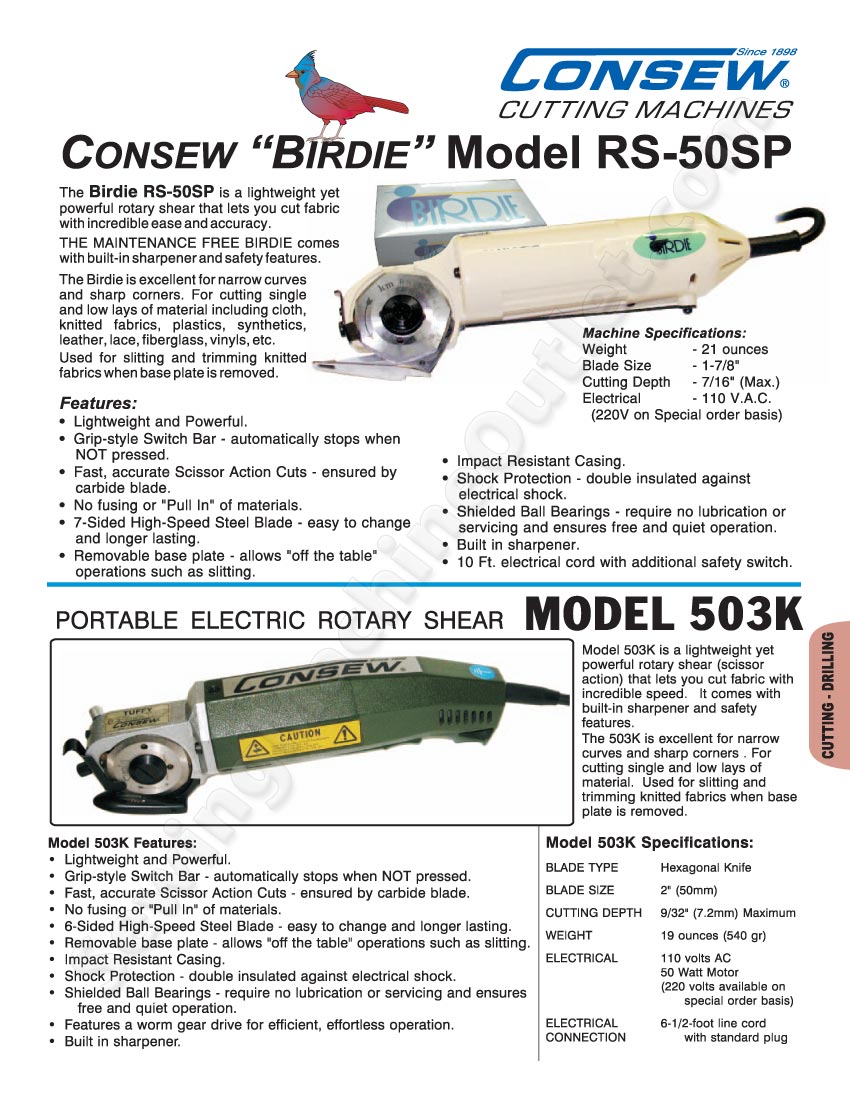 Since 1898
CONSEW®
CUTTING MACHINES
CONSEW “BIRDIE” Model RS-50SP
The Birdie RS-50SP is a lightweight yet
powerful rotary shear that lets you cut fabric
with incredible ease and accuracy.
THE MAINTENANCE FREE BIRDIE comes
with built-in sharpener and safety features.
The Birdie is excellent for narrow curves
and sharp corners. For cutting single
and low lays of material including cloth,
knitted fabrics, plastics, synthetics,
leather, lace, fiberglass, vinyls, etc.
Used for slitting and trimming knitted
fabrics when base plate is removed.
BIRDIE
BIRDIE
km
Machine Specifications:
Weight - 21 ounces
Blade Size - 1-7/8"
Cutting Depth - 7/16" (Max.)
Electrical - 110 V.A.C.
(220V on Special order basis)
Features:
• Lightweight and Powerful.
• Grip-style Switch Bar - automatically stops when
NOT pressed.
• Fast, accurate Scissor Action Cuts - ensured by
carbide blade.
• No fusing or "Pull In" of materials.
• 7-Sided High-Speed Steel Blade - easy to change
and longer lasting.
• Removable base plate - allows "off the table"
operations such as slitting.
• Impact Resistant Casing.
• Shock Protection - double insulated against
electrical shock.
• Shielded Ball Bearings - require no lubrication or
servicing and ensures free and quiet operation.
• Built in sharpener.
• 10 Ft. electrical cord with additional safety switch.
PORTABLE ELECTRIC ROTARY SHEAR MODEL 503K
CONSEW.
TUFFY
CONSEW
CAUTION
Model 503K is a lightweight yet
powerful rotary shear (scissor
action) that lets you cut fabric with
incredible speed. It comes with
built-in sharpener and safety
features.
The 503K is excellent for narrow
curves and sharp corners . For
cutting single and low lays of
material. Used for slitting and
trimming knitted fabrics when base
plate is removed.
CUTTING - DRILLING
Model 503K Features:
• Lightweight and Powerful.
• Grip-style Switch Bar - automatically stops when NOT pressed.
• Fast, accurate Scissor Action Cuts - ensured by carbide blade.
• No fusing or "Pull In" of materials.
• 6-Sided High-Speed Steel Blade - easy to change and longer lasting.
• Removable base plate - allows "off the table" operations such as slitting.
• Impact Resistant Casing.
• Shock Protection - double insulated against electrical shock.
• Shielded Ball Bearings - require no lubrication or servicing and ensures
free and quiet operation.
• Features a worm gear drive for efficient, effortless operation.
• Built in sharpener.
Model 503K Specifications:
BLADE TYPE Hexagonal Knife
BLADE SIZE 2" (50mm)
CUTTING DEPTH 9/32" (7.2mm) Maximum
WEIGHT 19 ounces (540 gr)
ELECTRICAL 110 volts AC
50 Watt Motor
(220 volts available on
special order basis)
ELECTRICAL 6-1/2-foot line cord
CONNECTION with standard plug
SewingMachineOutlet.com